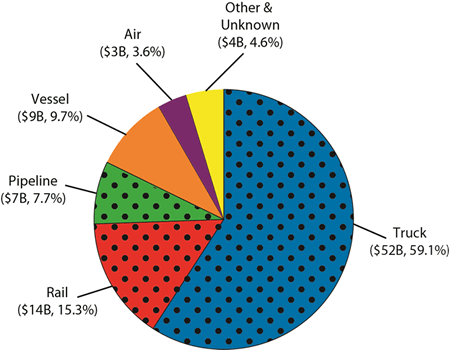 Other &
Unknown
($4B, 4.6%)
Air
($3B, 3.6%)
Vessel
($9B, 9.7%)
Pipeline
($7B, 7.7%)
Truck
($52B, 59.1%)
Rail
($14B, 15.3%)